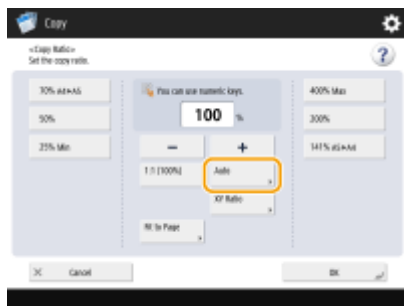 Copy
<Copy Ratio>
Set the copy ratio.
?
70% A4►A5
50%
25% Min
You can use numeric keys.
100 %
− +
1:1 (100%)
Auto
XY Ratio
Fit to Page
400% Max
200%
141% A5►A4
× Cancel
OK